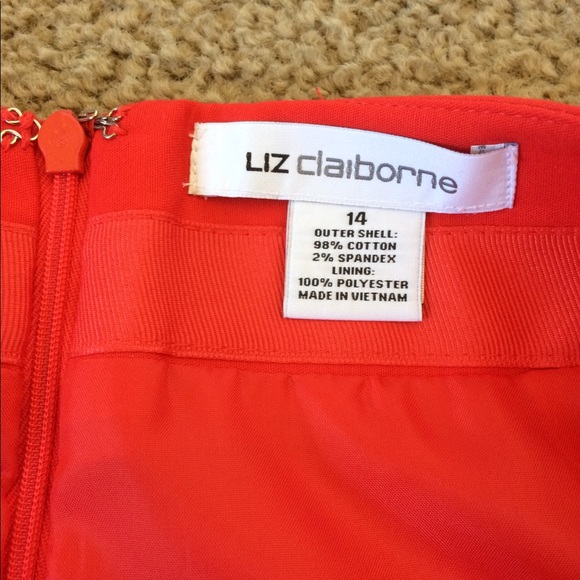 LIZ claiborne
14
OUTER SHELL:
98% COTTON
2% SPANDEX
LINING:
100% POLYESTER
MADE IN VIETNAM